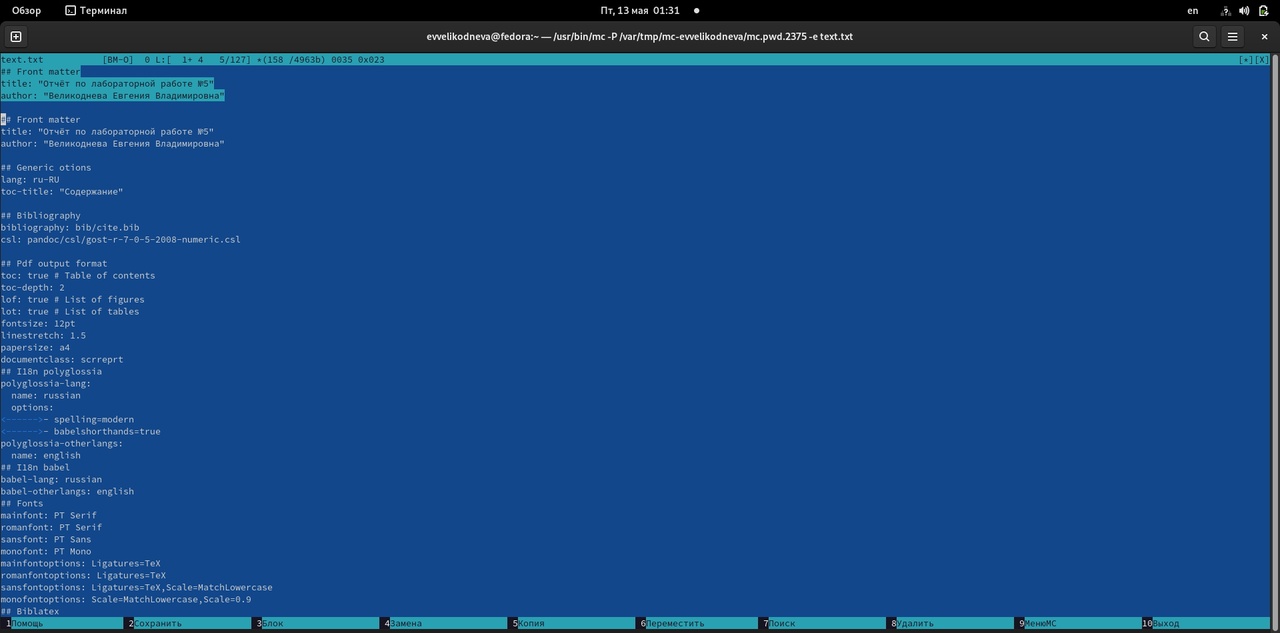 Обзор Терминал Пт, 13 мая 01:31 en
evvelikodneva@fedora:~ — /usr/bin/mc -P /var/tmp/mc-evvelikodneva/mc.pwd.2375 -e text.txt
text.txt [BM-O] 0 L:[ 1+ 4 5/127] *(158 /4963b) 0035 0x023 [*][X]
## Front matter
title: "Отчёт по лабораторной работе №5"
author: "Великоднева Евгения Владимировна"
## Front matter
title: "Отчёт по лабораторной работе №5"
author: "Великоднева Евгения Владимировна"
## Generic otions
lang: ru-RU
toc-title: "Содержание"
## Bibliography
bibliography: bib/cite.bib
csl: pandoc/csl/gost-r-7-0-5-2008-numeric.csl
## Pdf output format
toc: true # Table of contents
toc-depth: 2
lof: true # List of figures
lot: true # List of tables
fontsize: 12pt
linestretch: 1.5
papersize: a4
documentclass: scrreprt
## I18n polyglossia
polyglossia-lang:
  name: russian
  options:
<------>- spelling=modern
<------>- babelshorthands=true
polyglossia-otherlangs:
  name: english
## I18n babel
babel-lang: russian
babel-otherlangs: english
## Fonts
mainfont: PT Serif
romanfont: PT Serif
sansfont: PT Sans
monofont: PT Mono
mainfontoptions: Ligatures=TeX
romanfontoptions: Ligatures=TeX
sansfontoptions: Ligatures=TeX,Scale=MatchLowercase
monofontoptions: Scale=MatchLowercase,Scale=0.9
## Biblatex
1Помощь 2Сохранить 3Блок 4Замена 5Копия 6Переместить 7Поиск 8Удалить 9МенюMC 10Выход